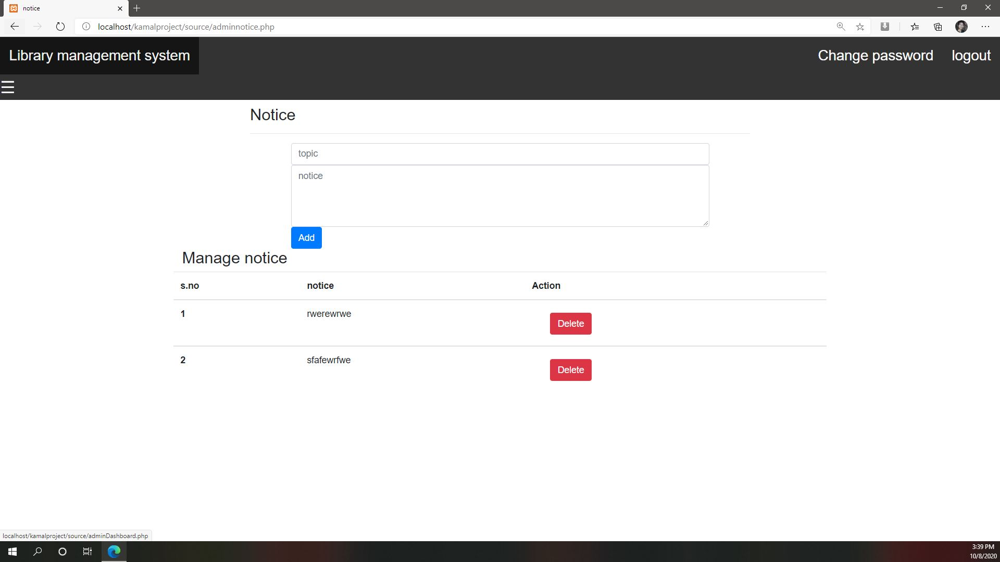 notice
localhost/kamalproject/source/adminnotice.php
Library management system Change password logout
Notice
topic
notice
Add
Manage notice
s.no notice Action
1 rwerewrwe Delete
2 sfafewrfwe Delete
localhost/kamalproject/source/adminDashboard.php
3:39 PM
10/8/2020